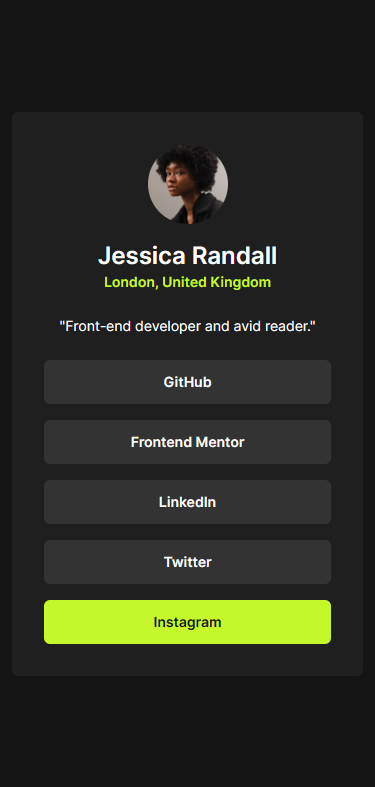 Jessica Randall
London, United Kingdom
"Front-end developer and avid reader."
GitHub
Frontend Mentor
LinkedIn
Twitter
Instagram